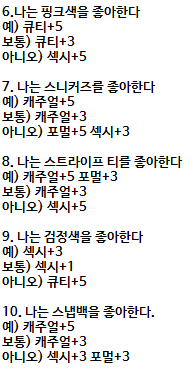 6.나는 핑크색을 좋아한다
예) 큐티+5
보통) 큐티+3
아니오) 섹시+5
7. 나는 스니커즈를 좋아한다
예) 캐주얼+5
보통) 캐주얼+3
아니오) 포멀+5 섹시+3
8. 나는 스트라이프 티를 좋아한다
예) 캐주얼+5 포멀+3
보통) 캐주얼+3
아니오) 섹시+3
9. 나는 검정색을 좋아한다
예) 섹시+3
보통) 섹시+1
아니오) 큐티+5
10. 나는 스냅백을 좋아한다.
예) 캐주얼+5
보통) 캐주얼+3
아니오) 섹시+3 포멀+3